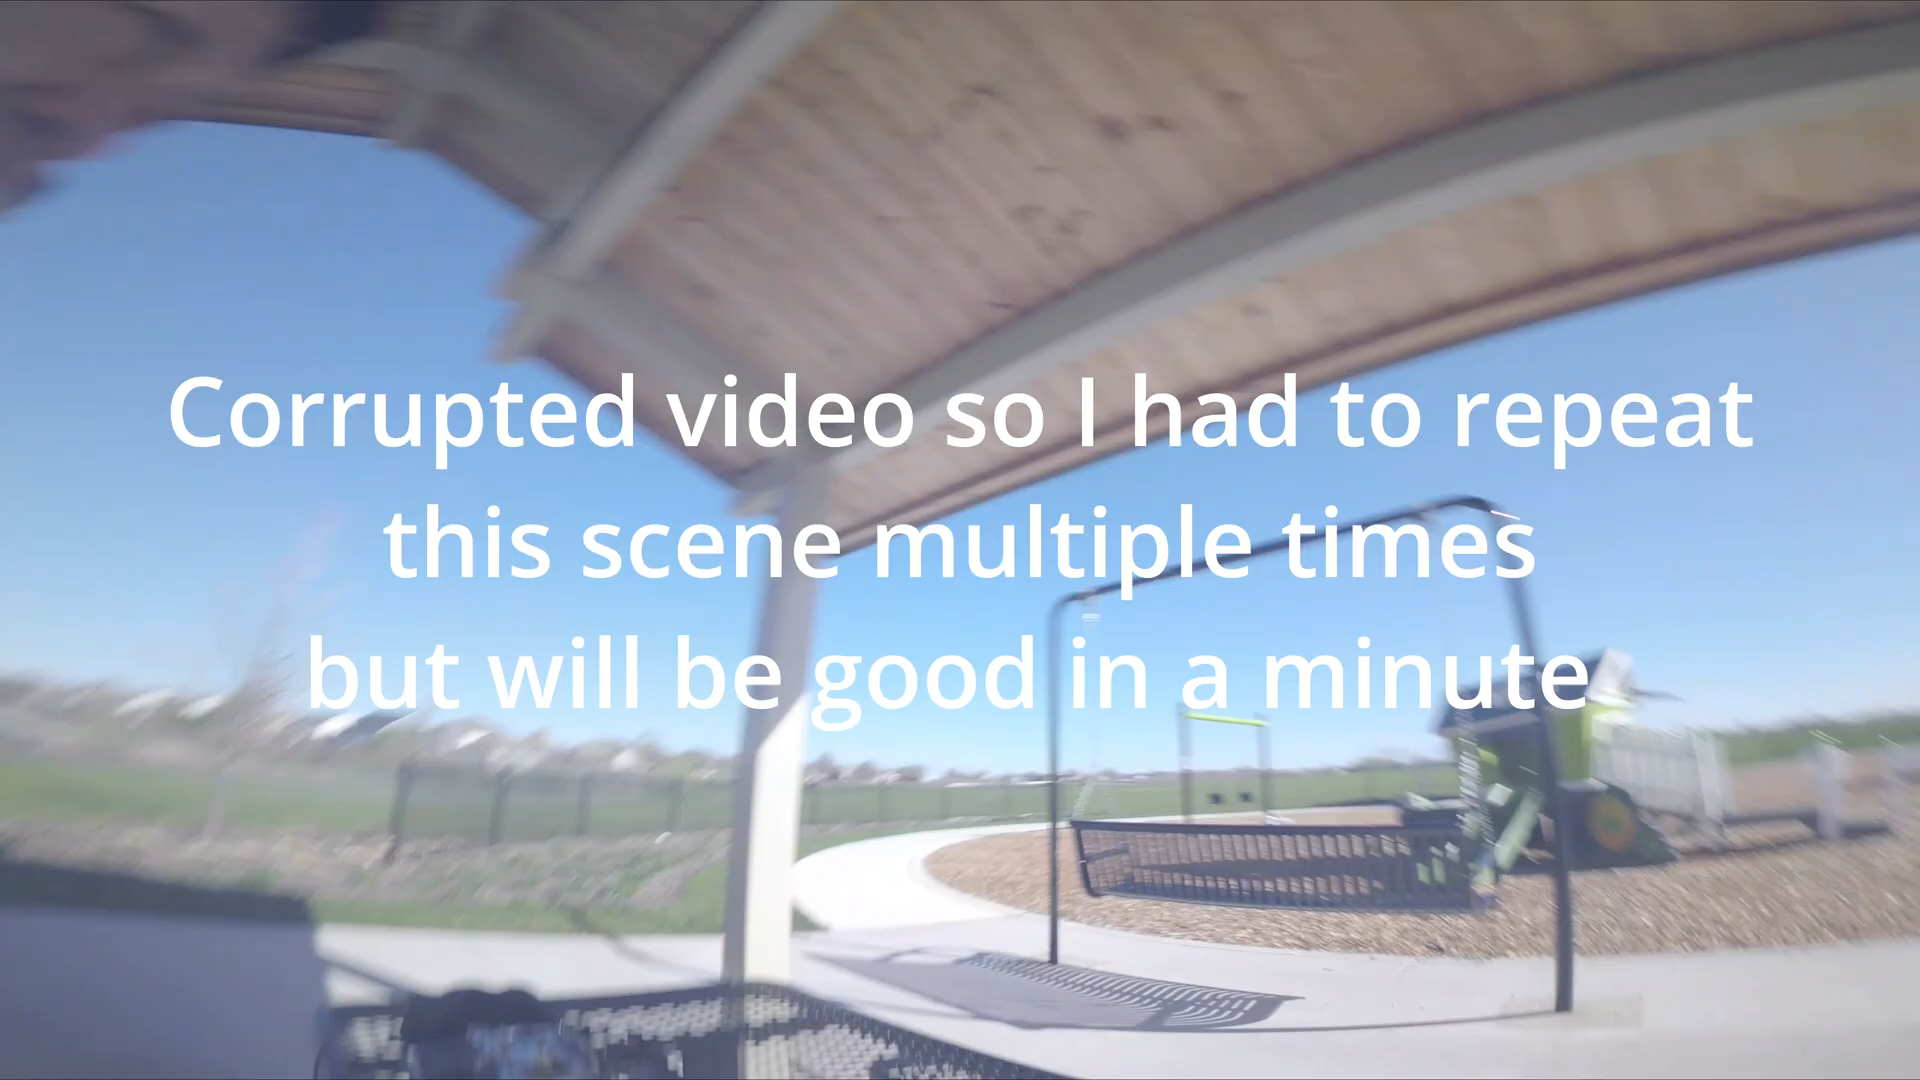 Corrupted video so I had to repeat
this scene multiple times
but will be good in a minute